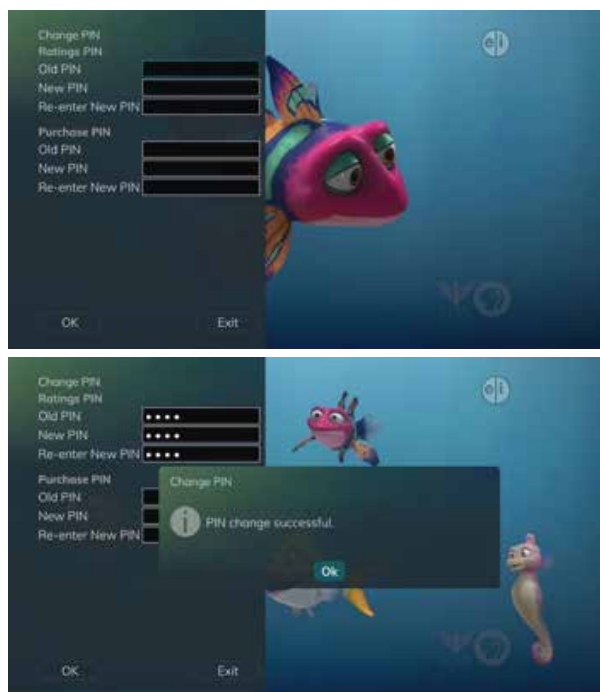 Change PIN
Ratings PIN
Old PIN
New PIN
Re-enter New PIN
Purchase PIN
Old PIN
New PIN
Re-enter New PIN
OK Exit
e/i
Change PIN
Ratings PIN
Old PIN ••••
New PIN ••••
Re-enter New PIN ••••
Purchase PIN
Old PIN
New PIN
Re-enter New PIN
Change PIN
PIN change successful.
Ok
OK Exit
e/i